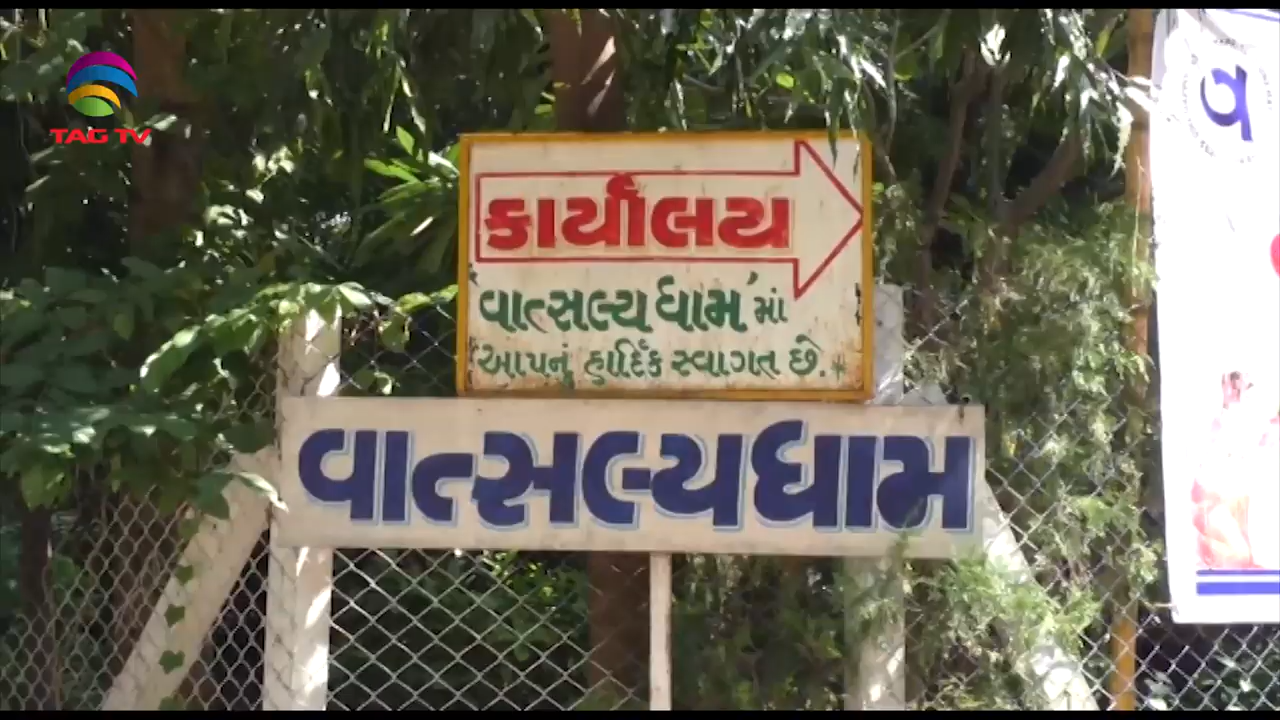 TAG TV
કાર્યાલય
વાત્સલ્ય ધામ'માં
આપનું હાર્દિક સ્વાગત છે.*
વાત્સલ્યધામ
વ